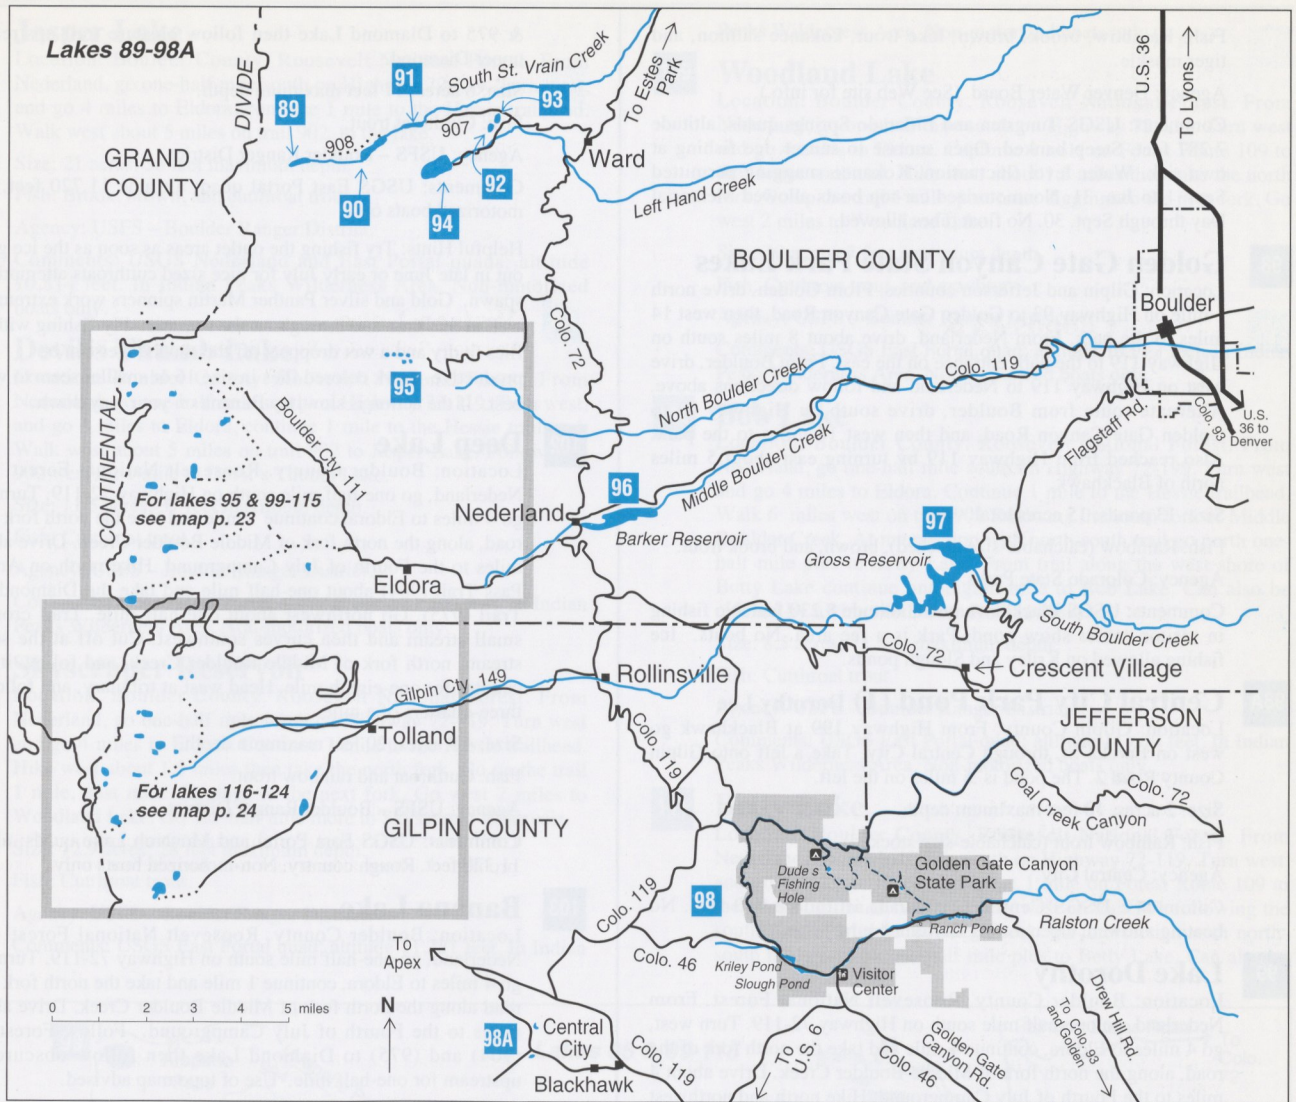 Lakes 89-98A
DIVIDE
GRAND
COUNTY
89
908
91
South St. Vrain Creek
907
93
To Estes
Park
92
90
94
Ward
Left Hand Creek
U.S. 36
To Lyons
BOULDER COUNTY
Boulder
Colo. 72
Colo. 119
North Boulder Creek
Middle Boulder Creek
Flagstaff Rd.
Colo. 93
U.S.
36 to
Denver
95
Boulder Cty. 111
CONTINENTAL
For lakes 95 & 99-115
see map p. 23
Eldora
96
Nederland
Barker Reservoir
97
Gross Reservoir
South Boulder Creek
Colo. 72
Crescent Village
Rollinsville
Gilpin Cty. 149
Tolland
For lakes 116-124
see map p. 24
JEFFERSON
COUNTY
Colo. 119
Colo. 72
Coal Creek Canyon
GILPIN COUNTY
Dude's
Fishing
Hole
Golden Gate Canyon
State Park
98
Colo. 119
Ranch Ponds
Ralston Creek
To
Apex
Colo. 46
Kriley Pond
Slough Pond
Visitor
Center
0 1 2 3 4 5 miles
N
98A
Central
City
Blackhawk
Colo. 119
To
U.S. 6
Golden Gate
Canyon Rd.
Colo. 46
Drew Hill Rd.
To Colo. 93
and Golden